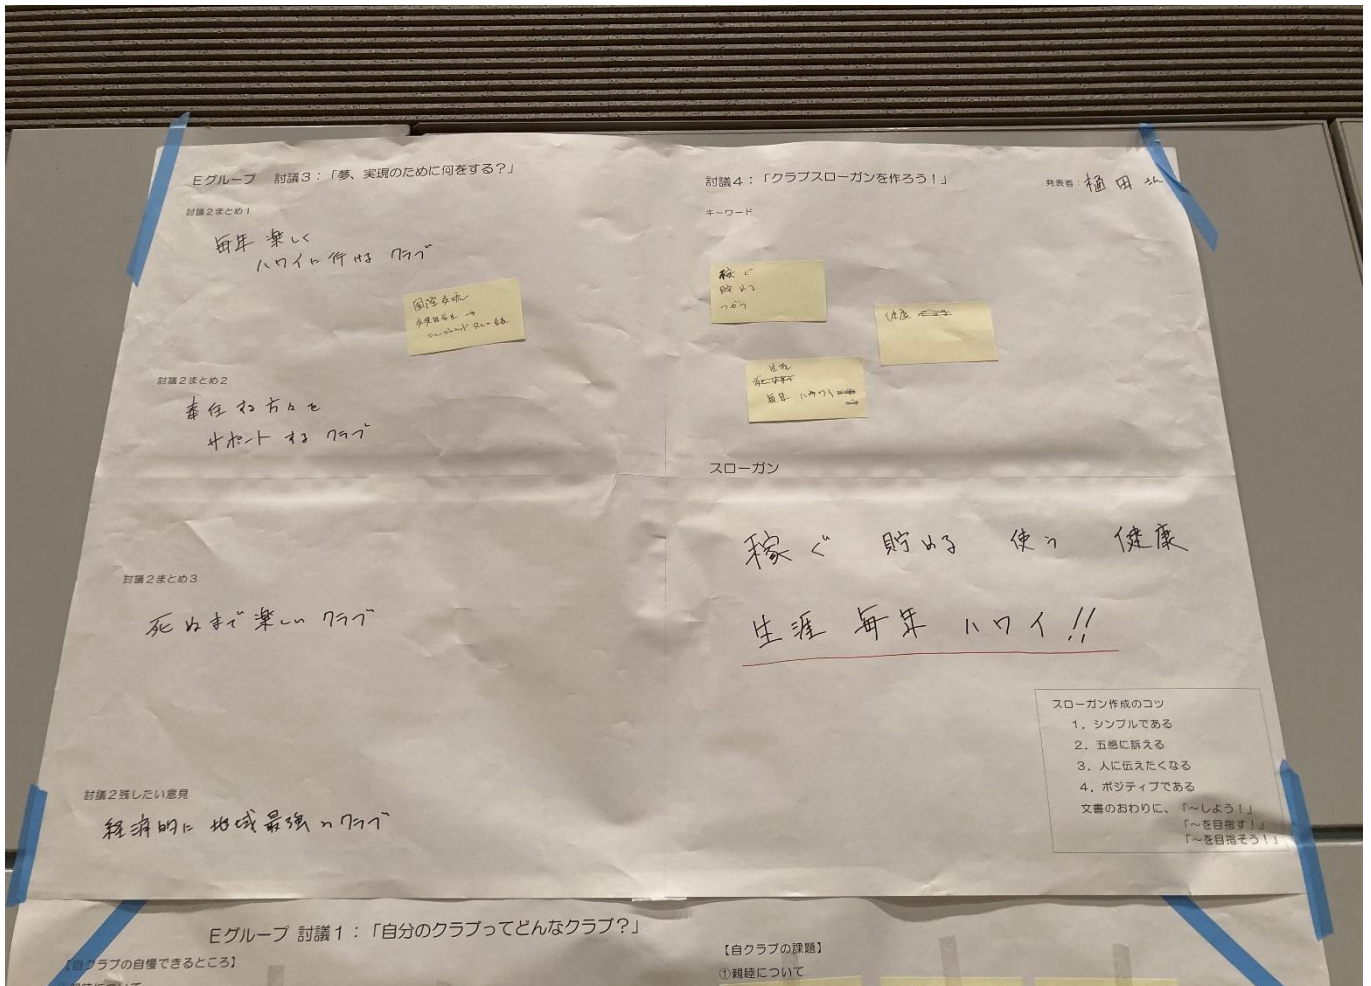 Eグループ 討議3：「夢、実現のために何をする？」
討議2まとめ1
毎年 楽しく
ハワイに行ける クラブ
国際交流
討議2まとめ2
奉仕する方々を
サポートする クラブ
討議2まとめ3
死ぬまで楽しい クラブ
討議2残したい意見
経済的に 地域最強のクラブ
討議4：「クラブスローガンを作ろう！」
発表者：樋田さん
キーワード
稼ぐ
貯める
つかう
健康
生涯
毎年 ハワイ
スローガン
稼ぐ 貯める 使う 健康
生涯 毎年 ハワイ!!
スローガン作成のコツ
1．シンプルである
2．五感に訴える
3．人に伝えたくなる
4．ポジティブである
文書のおわりに、「～しよう！」
「～を目指す！」
「～を目指そう！」
Eグループ 討議1：「自分のクラブってどんなクラブ？」
【自クラブの自慢できるところ】
【自クラブの課題】
①親睦について